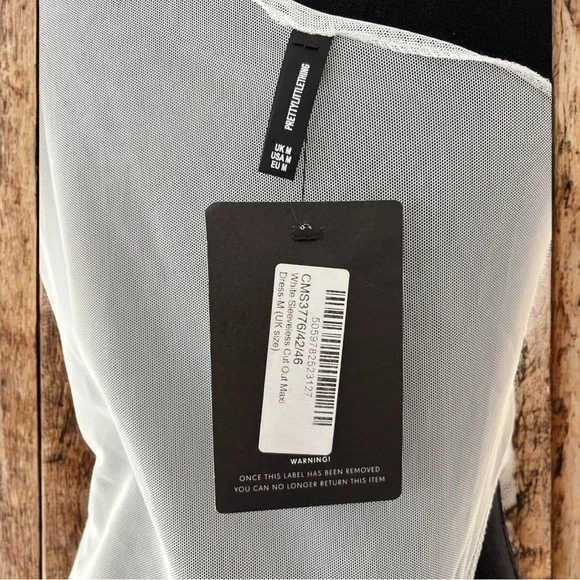 PRETTYLITTLETHING
UK M
USA M
EU M
5059782523127
CMS3776/42/46
White Sleeveless Cut Out Maxi
Dress-M (UK size)
WARNING!
ONCE THIS LABEL HAS BEEN REMOVED
YOU CAN NO LONGER RETURN THIS ITEM